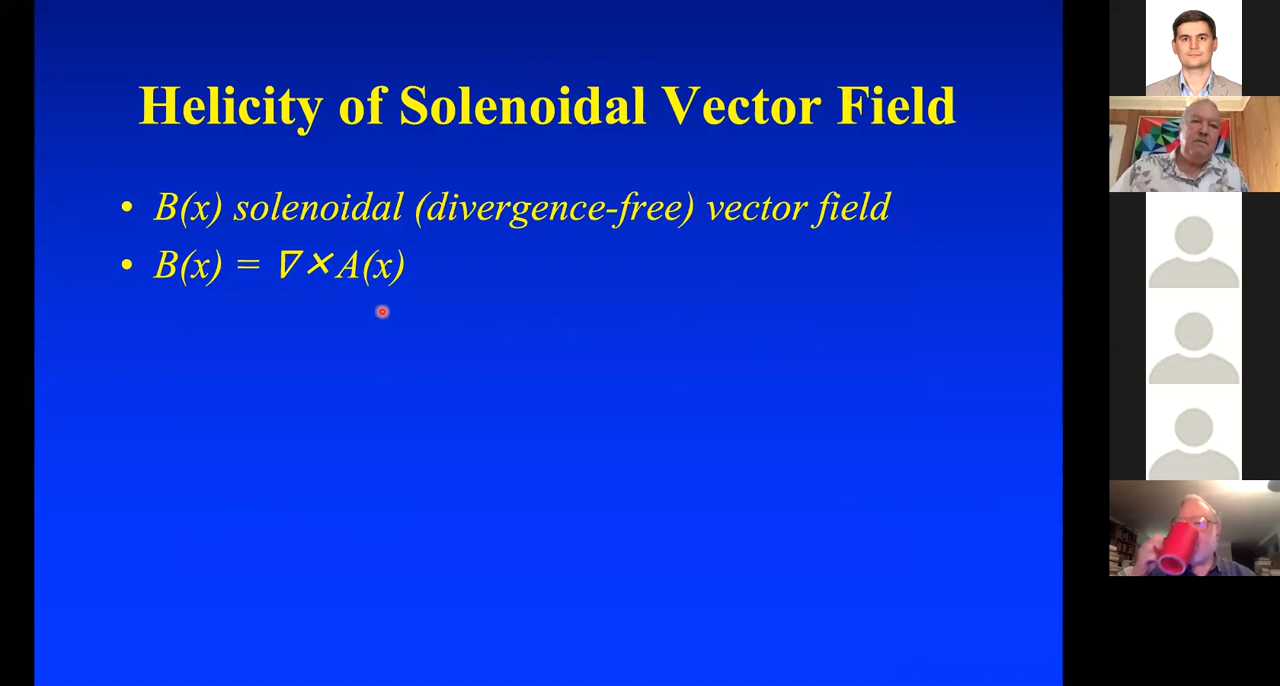 Helicity of Solenoidal Vector Field
• B(x) solenoidal (divergence-free) vector field
• B(x) = ∇×A(x)